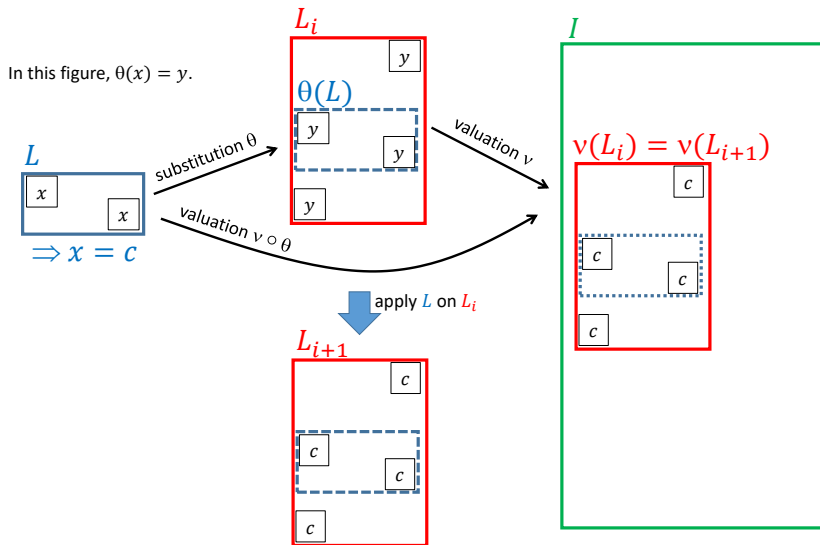 In this figure, θ(x) = y.
L
x
x
⇒ x = c
substitution θ
valuation ν ∘ θ
L_i
y
θ(L)
y
y
y
valuation ν
apply L on L_i
L_{i+1}
c
c
c
c
I
ν(L_i) = ν(L_{i+1})
c
c
c
c